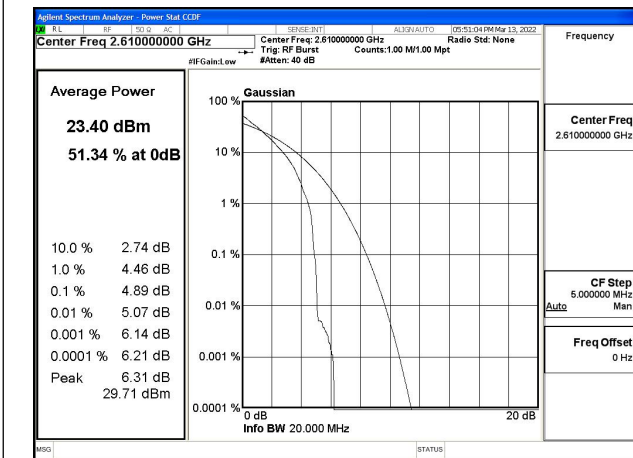 Agilent Spectrum Analyzer - Power Stat CCDF
RL RF 50 Ω AC SENSE:INT ALIGN AUTO 05:51:04 PM Mar 13, 2022
Center Freq 2.610000000 GHz
Center Freq: 2.610000000 GHz Radio Std: None
Trig: RF Burst Counts:1.00 M/1.00 Mpt
#IFGain:Low #Atten: 40 dB
Frequency
Average Power
23.40 dBm
51.34 % at 0dB
10.0 % 2.74 dB
1.0 % 4.46 dB
0.1 % 4.89 dB
0.01 % 5.07 dB
0.001 % 6.14 dB
0.0001 % 6.21 dB
Peak 6.31 dB
29.71 dBm
Gaussian
100 %
10 %
1 %
0.1 %
0.01 %
0.001 %
0.0001 %
0 dB 20 dB
Info BW 20.000 MHz
Center Freq
2.610000000 GHz
CF Step
5.000000 MHz
Auto Man
Freq Offset
0 Hz
MSG STATUS